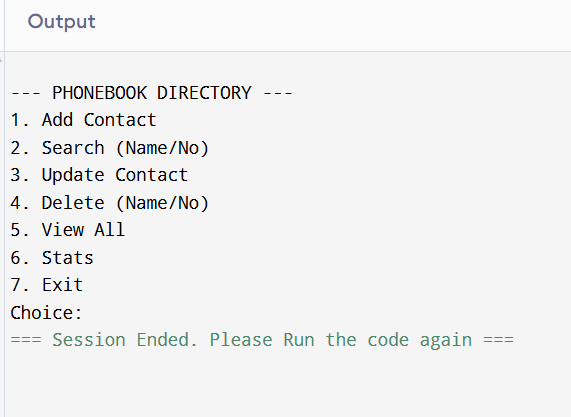 Output
--- PHONEBOOK DIRECTORY ---
1. Add Contact
2. Search (Name/No)
3. Update Contact
4. Delete (Name/No)
5. View All
6. Stats
7. Exit
Choice:
=== Session Ended. Please Run the code again ===